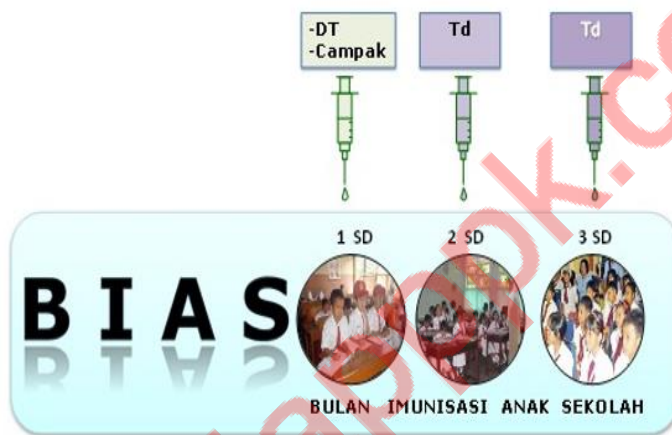 -DT
-Campak
Td
Td
1 SD
2 SD
3 SD
B I A S
BULAN IMUNISASI ANAK SEKOLAH